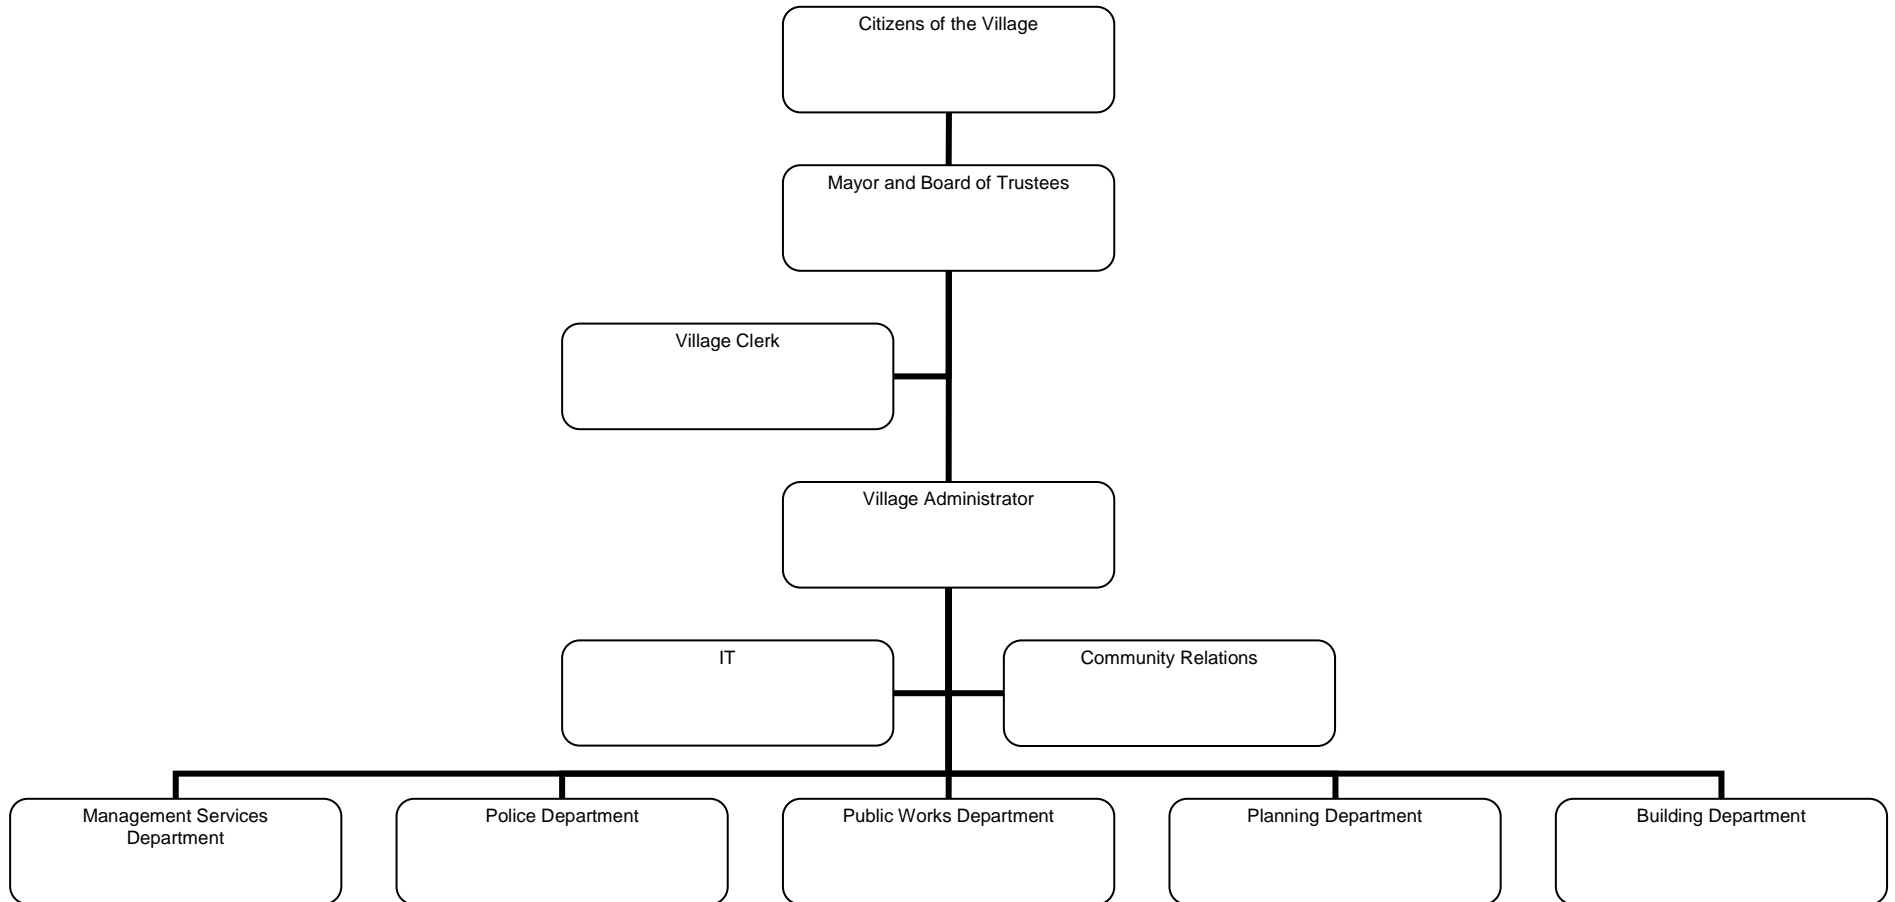 Citizens of the Village
Mayor and Board of Trustees
Village Clerk
Village Administrator
IT
Community Relations
Management Services
Department
Police Department
Public Works Department
Planning Department
Building Department